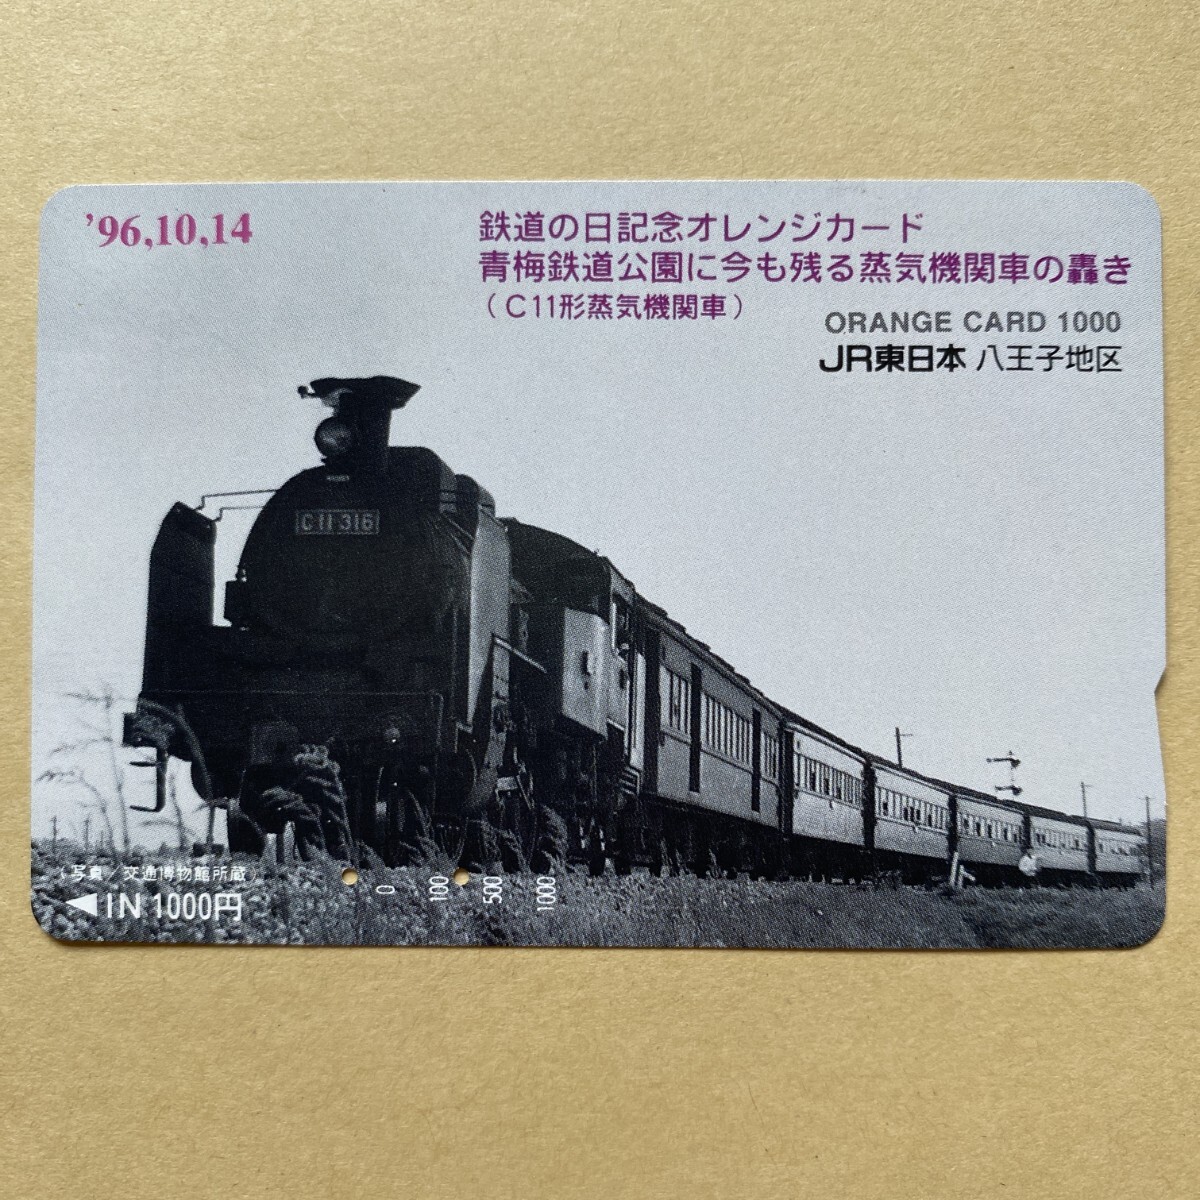 ’96,10,14
鉄道の日記念オレンジカード
青梅鉄道公園に今も残る蒸気機関車の轟き
（C11形蒸気機関車）
ORANGE CARD 1000
JR東日本 八王子地区
C11 316
（写真／交通博物館所蔵）
◀IN 1000円
0 100 500 1000